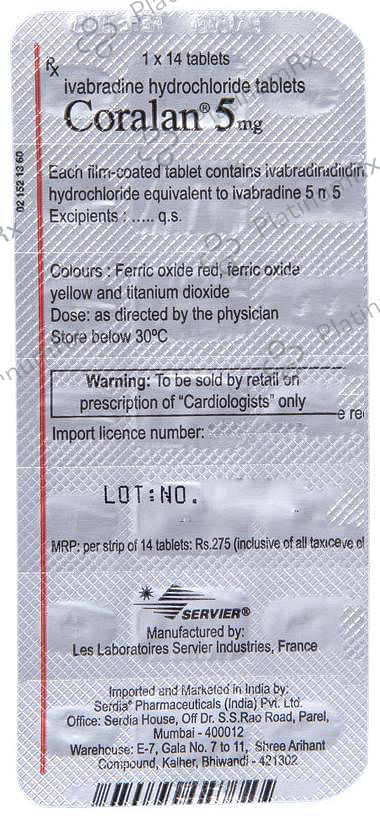 Rx
1 x 14 tablets
ivabradine hydrochloride tablets
Coralan® 5 mg
02 152 13 60
Each film-coated tablet contains ivabradinadiidin
hydrochloride equivalent to ivabradine 5 m 5
Excipients : ..... q.s.
Colours : Ferric oxide red, ferric oxide
yellow and titanium dioxide
Dose: as directed by the physician
Store below 30°C
Warning: To be sold by retail on
prescription of “Cardiologists” only
e re
Import licence number:
LOT:NO.
MRP: per strip of 14 tablets: Rs.275 (inclusive of all
SERVIER®
Manufactured by:
Les Laboratoires Servier Industries, France
Imported and Marketed in India by:
Serdia® Pharmaceuticals (India) Pvt. Ltd.
Office: Serdia House, Off Dr. S.S.Rao Road, Parel,
Mumbai - 400012
Warehouse: E-7, Gala No. 7 to 11, Shree Arihant
Compound, Kalher, Bhiwandi - 421302
PlatinumRx